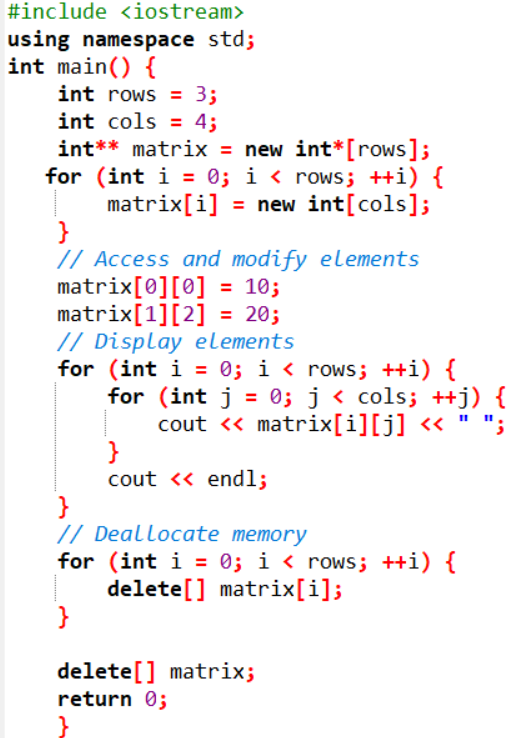 #include <iostream>
using namespace std;
int main() {
    int rows = 3;
    int cols = 4;
    int** matrix = new int*[rows];
   for (int i = 0; i < rows; ++i) {
        matrix[i] = new int[cols];
    }
    // Access and modify elements
    matrix[0][0] = 10;
    matrix[1][2] = 20;
    // Display elements
    for (int i = 0; i < rows; ++i) {
        for (int j = 0; j < cols; ++j) {
            cout << matrix[i][j] << " ";
        }
        cout << endl;
    }
    // Deallocate memory
    for (int i = 0; i < rows; ++i) {
        delete[] matrix[i];
    }

    delete[] matrix;
    return 0;
    }